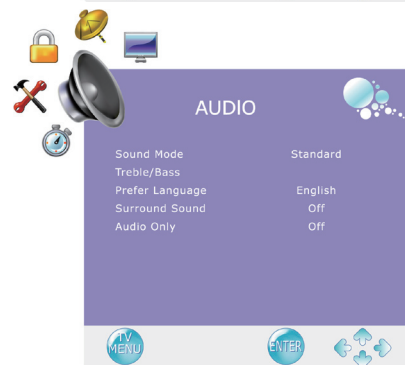 AUDIO
Sound Mode Standard
Treble/Bass
Prefer Language English
Surround Sound Off
Audio Only Off
TV MENU ENTER